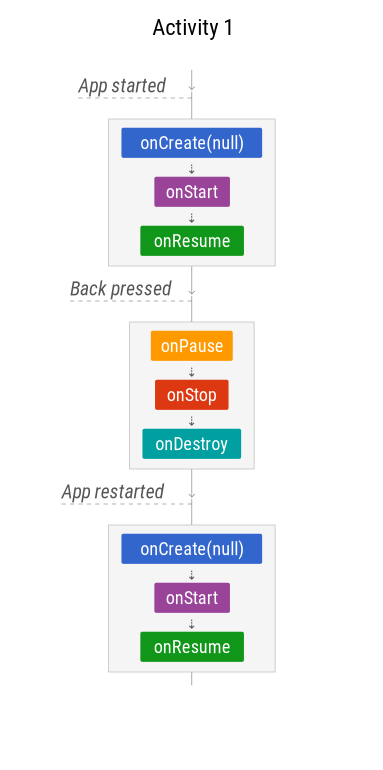 Activity 1
App started
onCreate(null)
onStart
onResume
Back pressed
onPause
onStop
onDestroy
App restarted
onCreate(null)
onStart
onResume